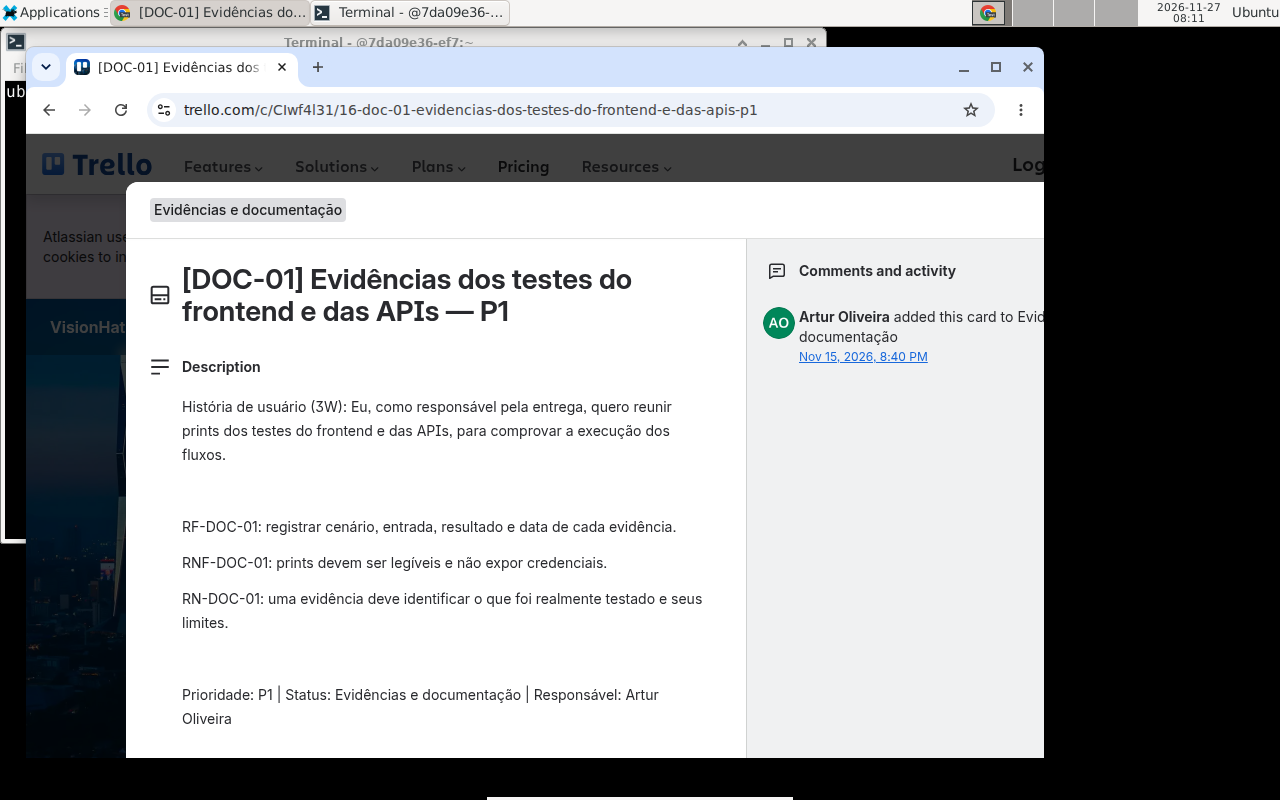 Applications
[DOC-01] Evidências do...
Terminal - @7da09e36-...
2026-11-27
08:11
Ubuntu
Terminal - @7da09e36-ef7:~
Fi
ub
[DOC-01] Evidências dos
trello.com/c/CIwf4l31/16-doc-01-evidencias-dos-testes-do-frontend-e-das-apis-p1
Trello
Features
Solutions
Plans
Pricing
Resources
Log
Atlassian use
cookies to in
VisionHat
Evidências e documentação
[DOC-01] Evidências dos testes do
frontend e das APIs — P1
Description
História de usuário (3W): Eu, como responsável pela entrega, quero reunir
prints dos testes do frontend e das APIs, para comprovar a execução dos
fluxos.
RF-DOC-01: registrar cenário, entrada, resultado e data de cada evidência.
RNF-DOC-01: prints devem ser legíveis e não expor credenciais.
RN-DOC-01: uma evidência deve identificar o que foi realmente testado e seus
limites.
Prioridade: P1 | Status: Evidências e documentação | Responsável: Artur
Oliveira
Comments and activity
AO
Artur Oliveira added this card to Evid
documentação
Nov 15, 2026, 8:40 PM